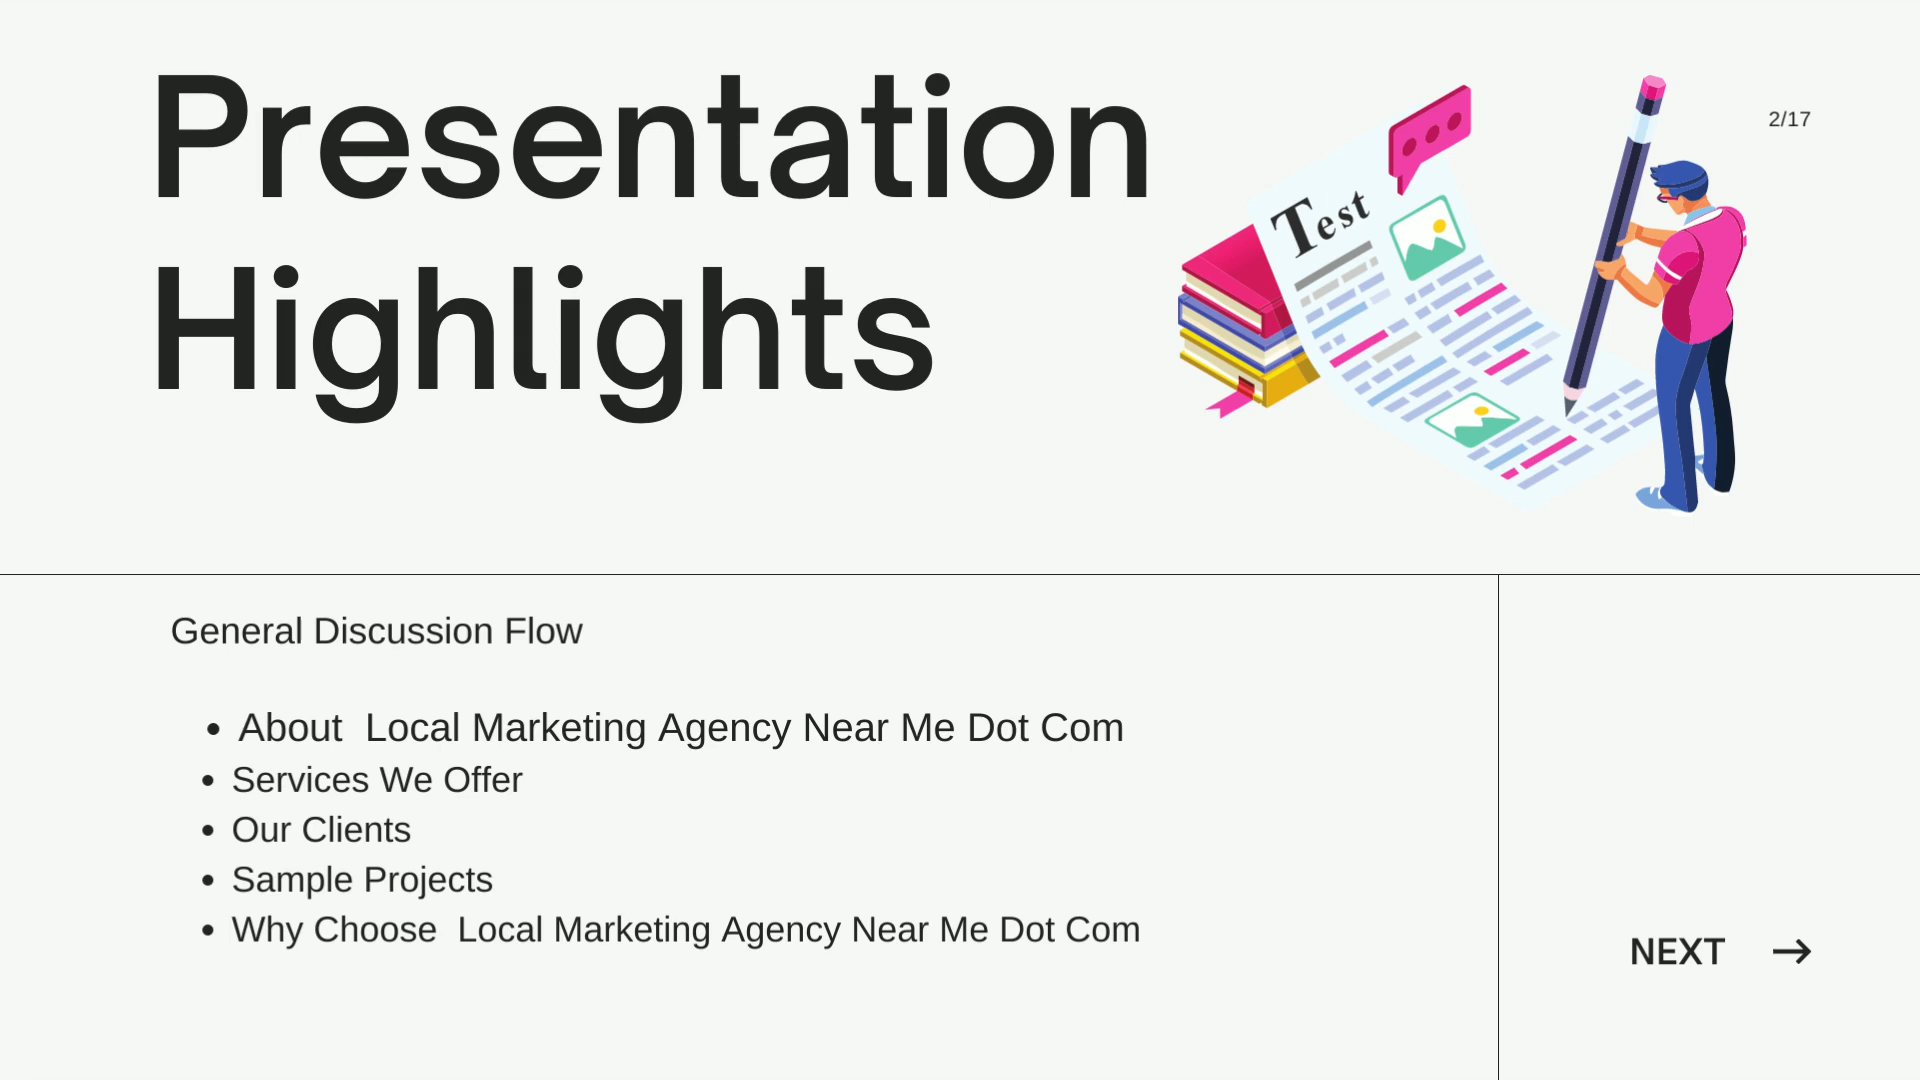 Presentation
Highlights
2/17
Test
General Discussion Flow
• About  Local Marketing Agency Near Me Dot Com
• Services We Offer
• Our Clients
• Sample Projects
• Why Choose  Local Marketing Agency Near Me Dot Com
NEXT →